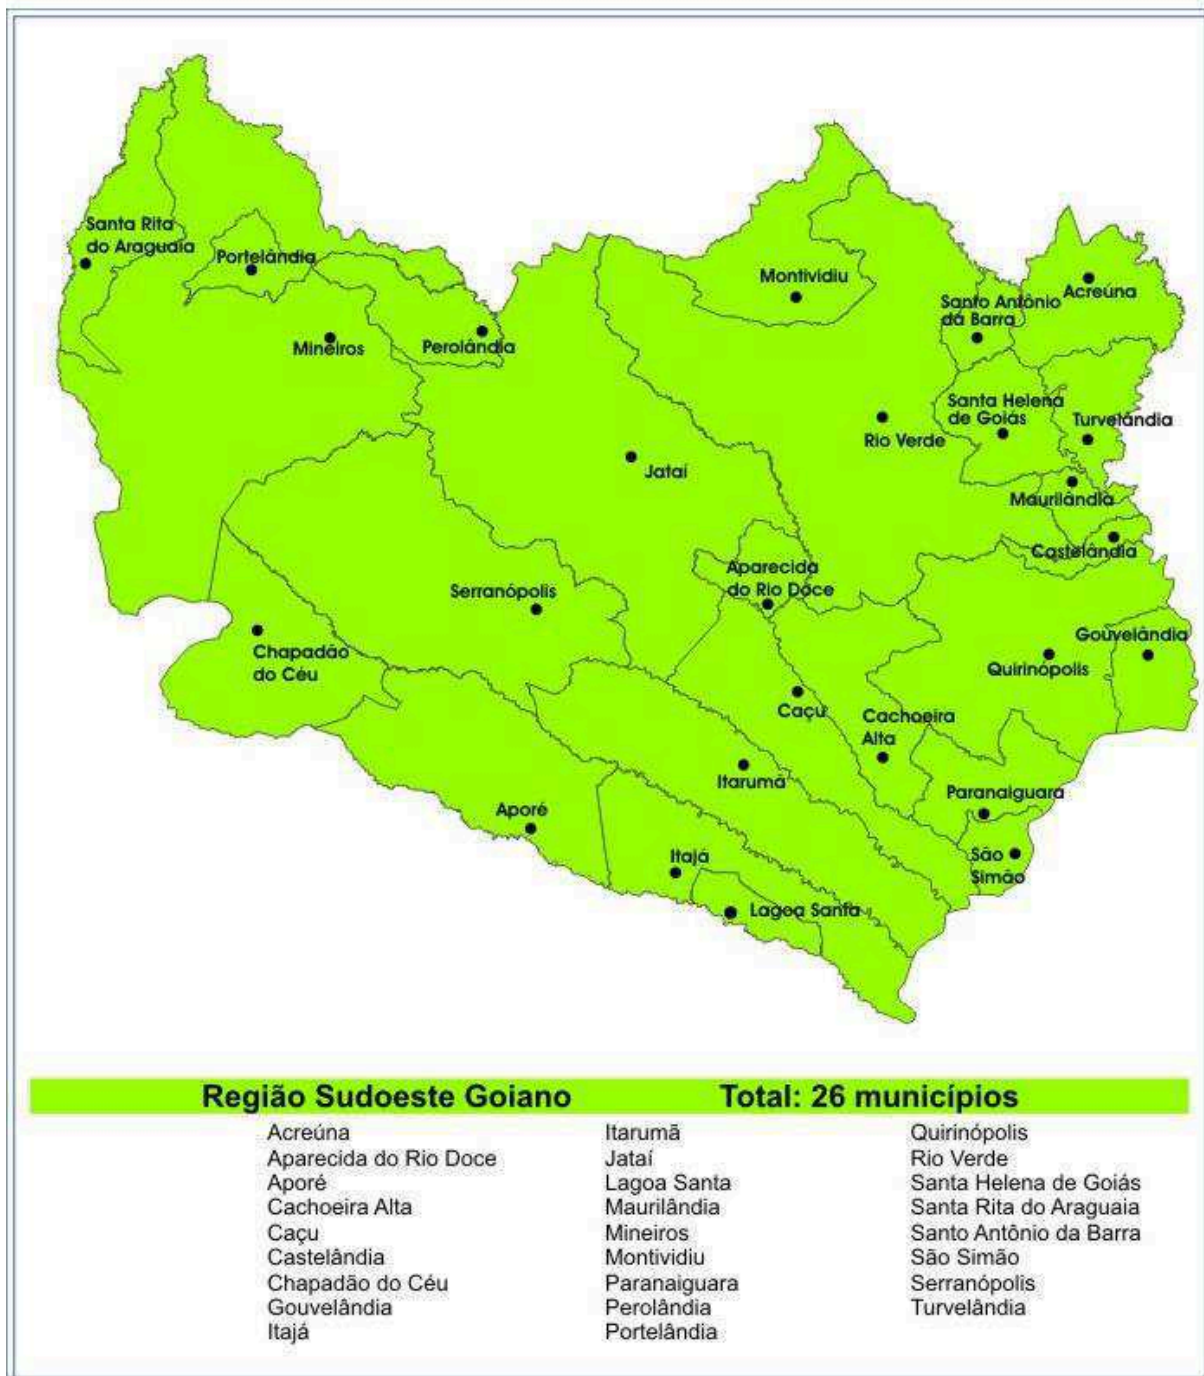 Santa Rita
do Araguaia
Portelândia
Mineiros
Perolândia
Montividiu
Santo Antônio
da Barra
Acreúna
Santa Helena
de Goiás
Turvelândia
Rio Verde
Jataí
Maurilândia
Castelândia
Aparecida
do Rio Doce
Serranópolis
Chapadão
do Céu
Gouvelândia
Quirinópolis
Caçu
Cachoeira
Alta
Itarumã
Paranaiguara
Aporé
Itajá
São
Simão
Lagoa Santa
Região Sudoeste Goiano Total: 26 municípios
Acreúna
Aparecida do Rio Doce
Aporé
Cachoeira Alta
Caçu
Castelândia
Chapadão do Céu
Gouvelândia
Itajá
Itarumã
Jataí
Lagoa Santa
Maurilândia
Mineiros
Montividiu
Paranaiguara
Perolândia
Portelândia
Quirinópolis
Rio Verde
Santa Helena de Goiás
Santa Rita do Araguaia
Santo Antônio da Barra
São Simão
Serranópolis
Turvelândia